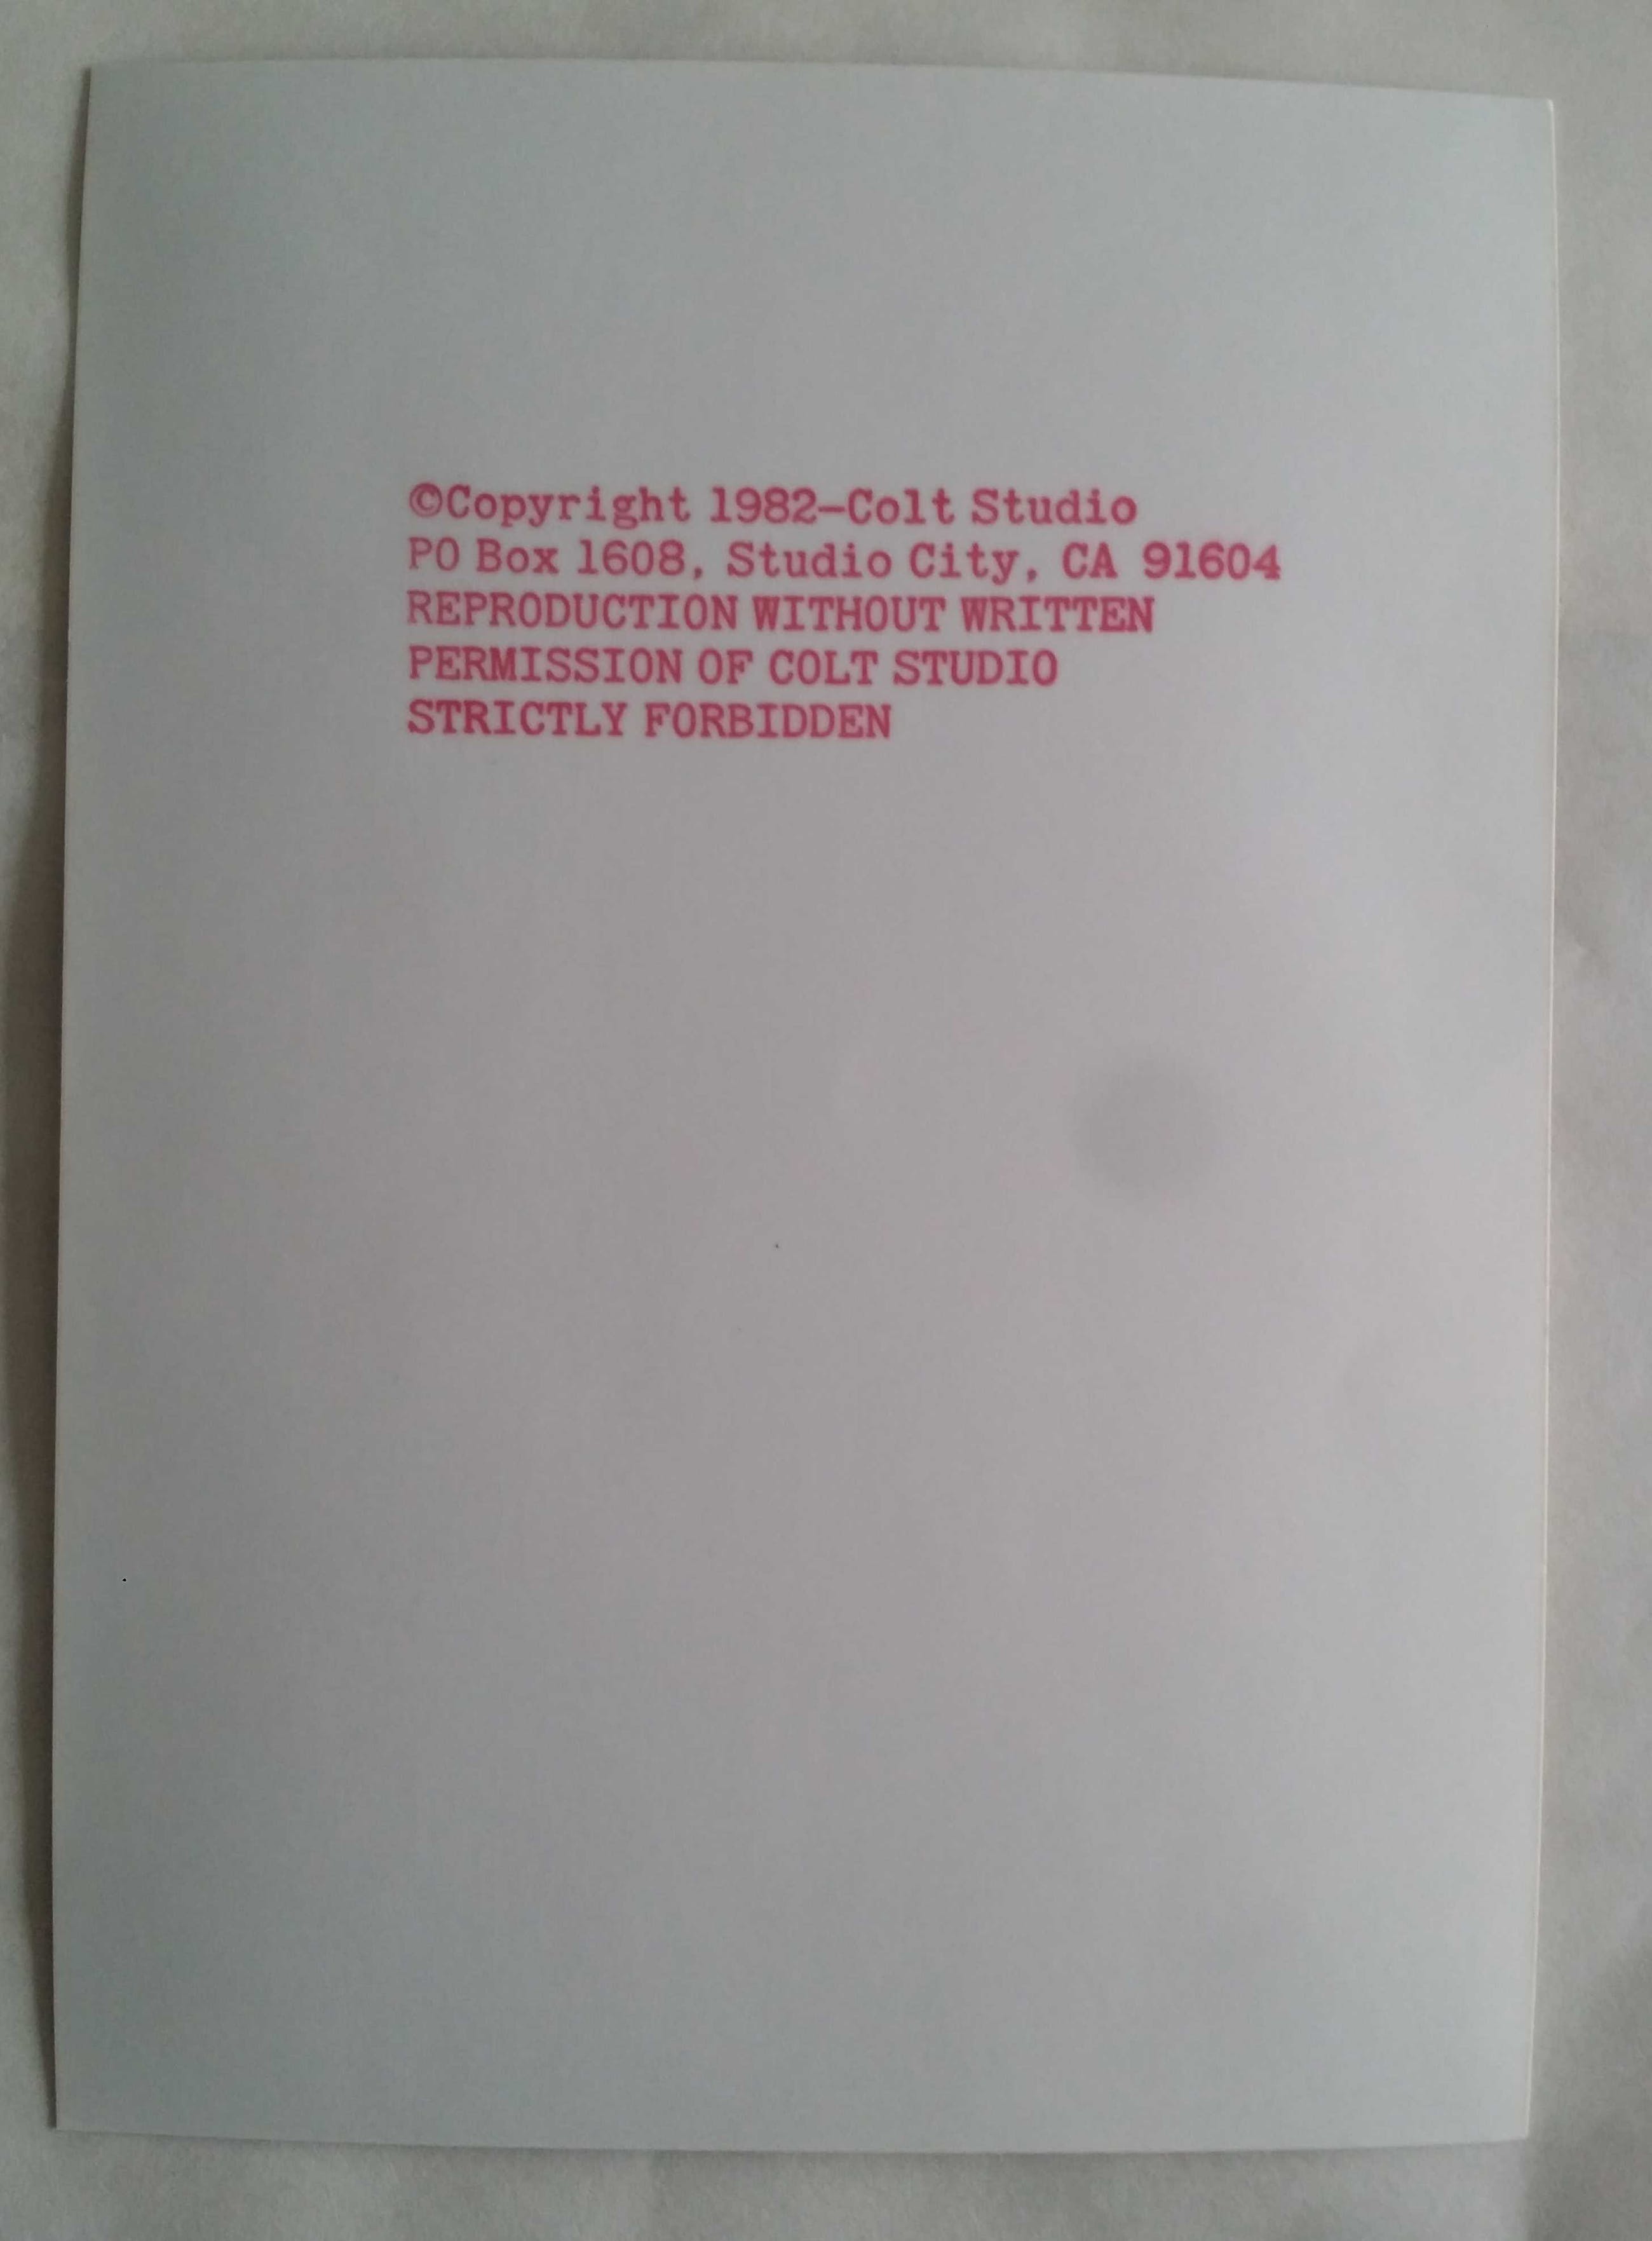 ©Copyright 1982–Colt Studio
PO Box 1608, Studio City, CA 91604
REPRODUCTION WITHOUT WRITTEN
PERMISSION OF COLT STUDIO
STRICTLY FORBIDDEN